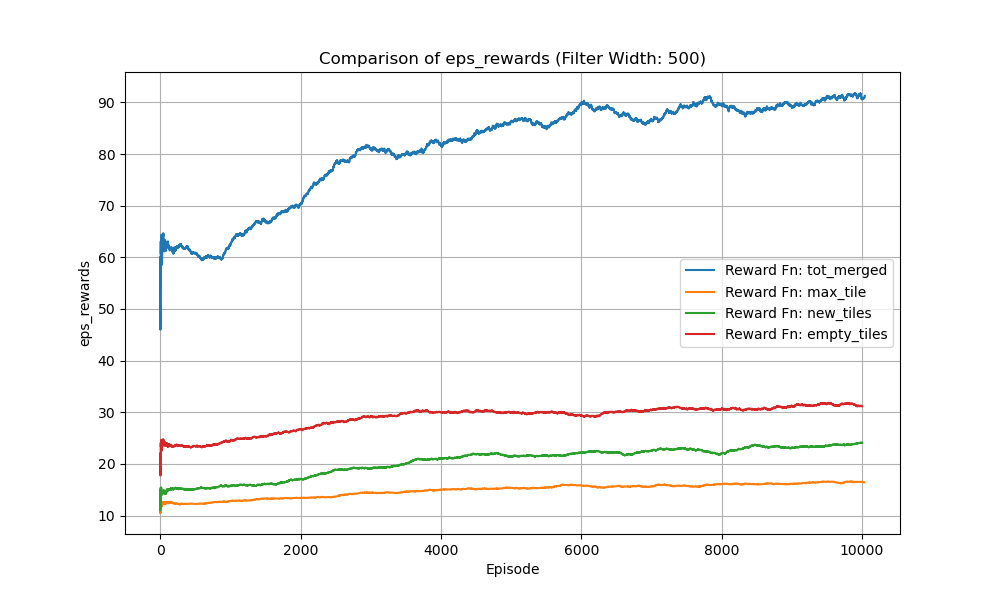 Comparison of eps_rewards (Filter Width: 500)
90
80
70
60
50
40
30
20
10
eps_rewards
Reward Fn: tot_merged
Reward Fn: max_tile
Reward Fn: new_tiles
Reward Fn: empty_tiles
0 2000 4000 6000 8000 10000
Episode